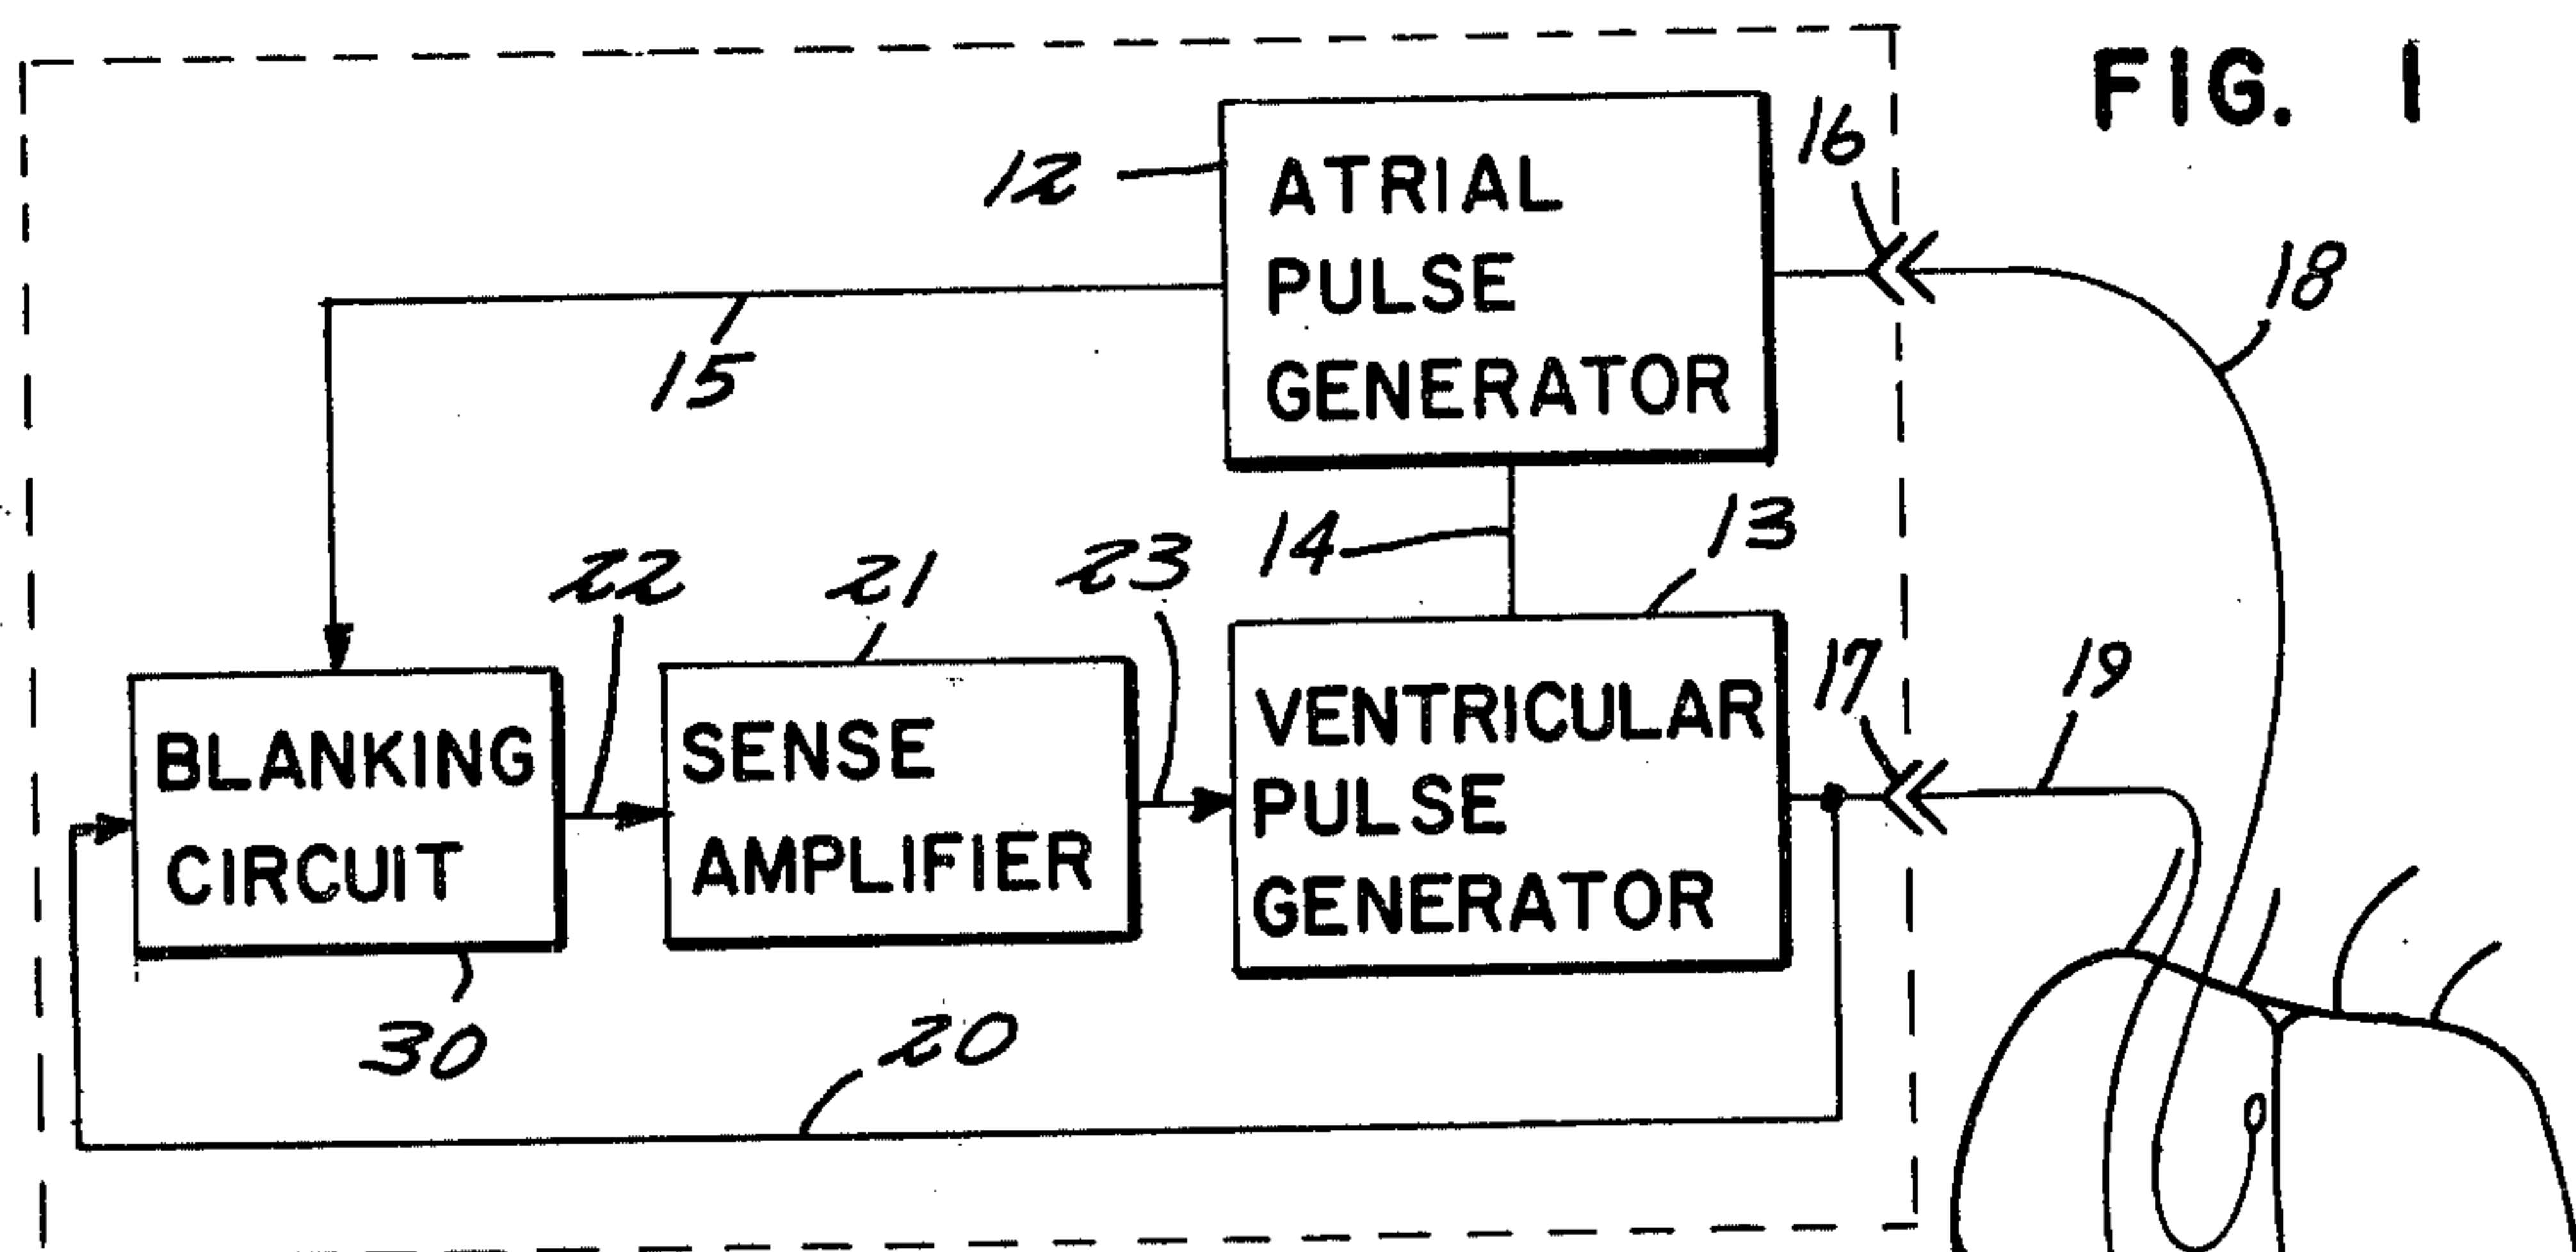 FIG. 1
12
ATRIAL
PULSE
GENERATOR
16
18
15
14
13
22
21
23
17
19
BLANKING
CIRCUIT
SENSE
AMPLIFIER
VENTRICULAR
PULSE
GENERATOR
30
20